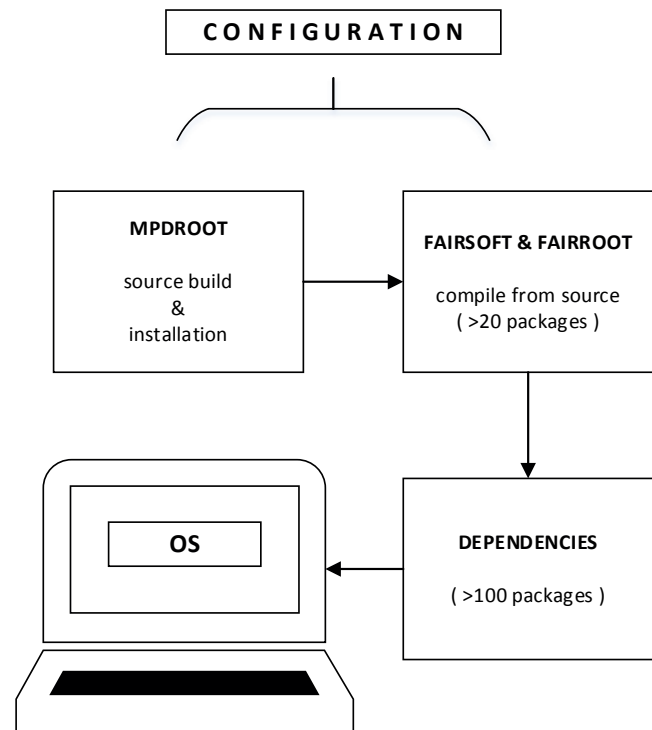 CONFIGURATION
MPDROOT
source build
&
installation
FAIRSOFT & FAIRROOT
compile from source
( >20 packages )
DEPENDENCIES
( >100 packages )
OS